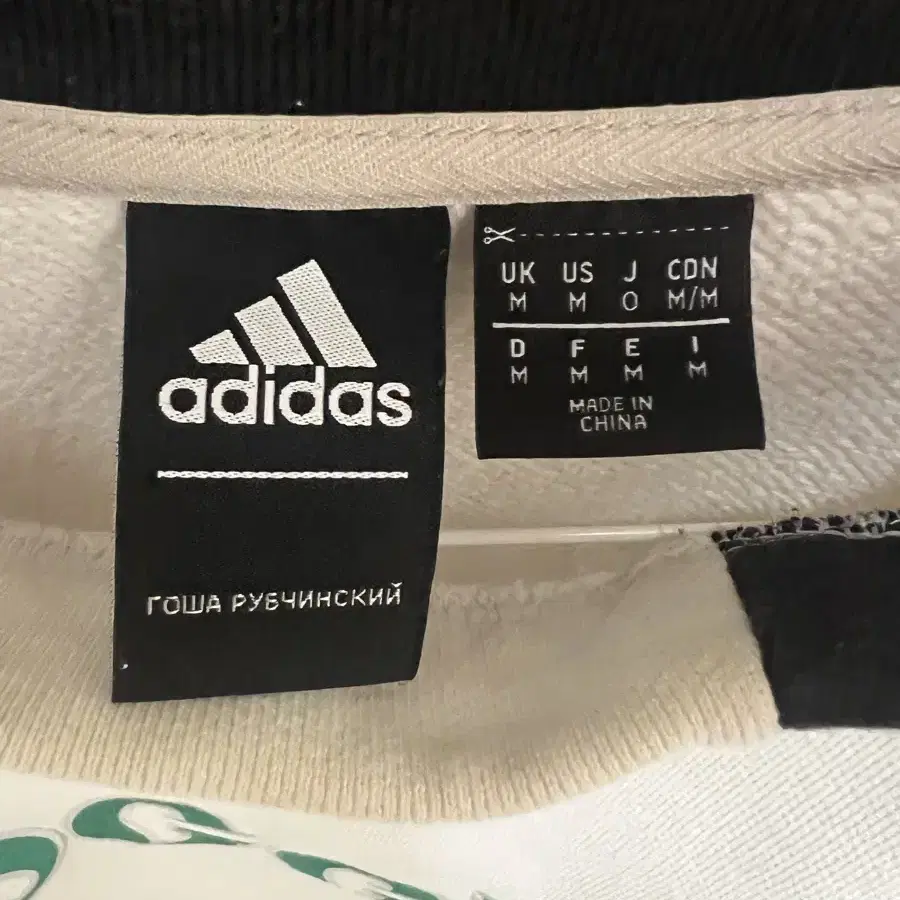 adidas
ГОША РУБЧИНСКИЙ
UK US J CDN
M M O M/M
D F E I
M M M M
MADE IN
CHINA